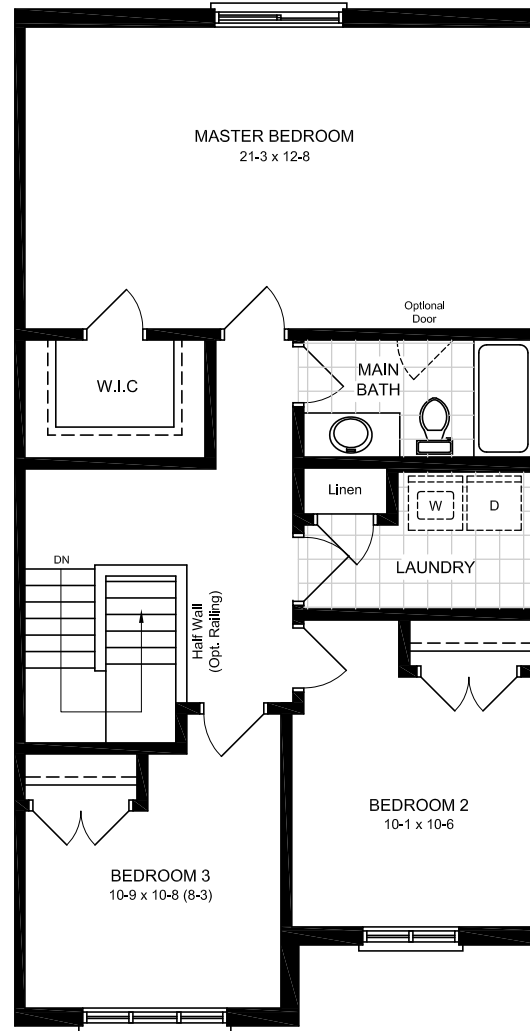 MASTER BEDROOM
21-3 x 12-8
Optional
Door
W.I.C
MAIN
BATH
Linen
W
D
LAUNDRY
DN
Half Wall
(Opt. Railing)
BEDROOM 2
10-1 x 10-6
BEDROOM 3
10-9 x 10-8 (8-3)